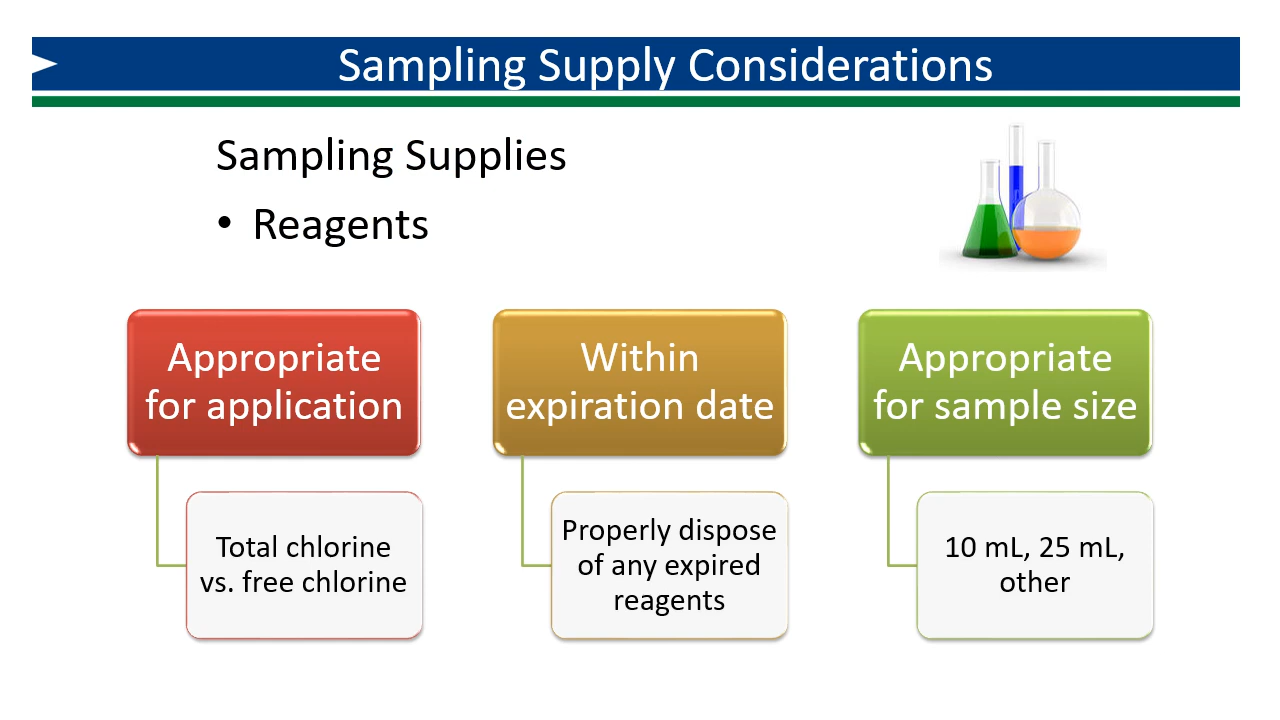 Sampling Supply Considerations
Sampling Supplies
• Reagents
Appropriate
for application
Total chlorine
vs. free chlorine
Within
expiration date
Properly dispose
of any expired
reagents
Appropriate
for sample size
10 mL, 25 mL,
other